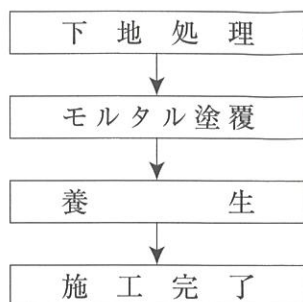 下地処理
モルタル塗覆
養生
施工完了